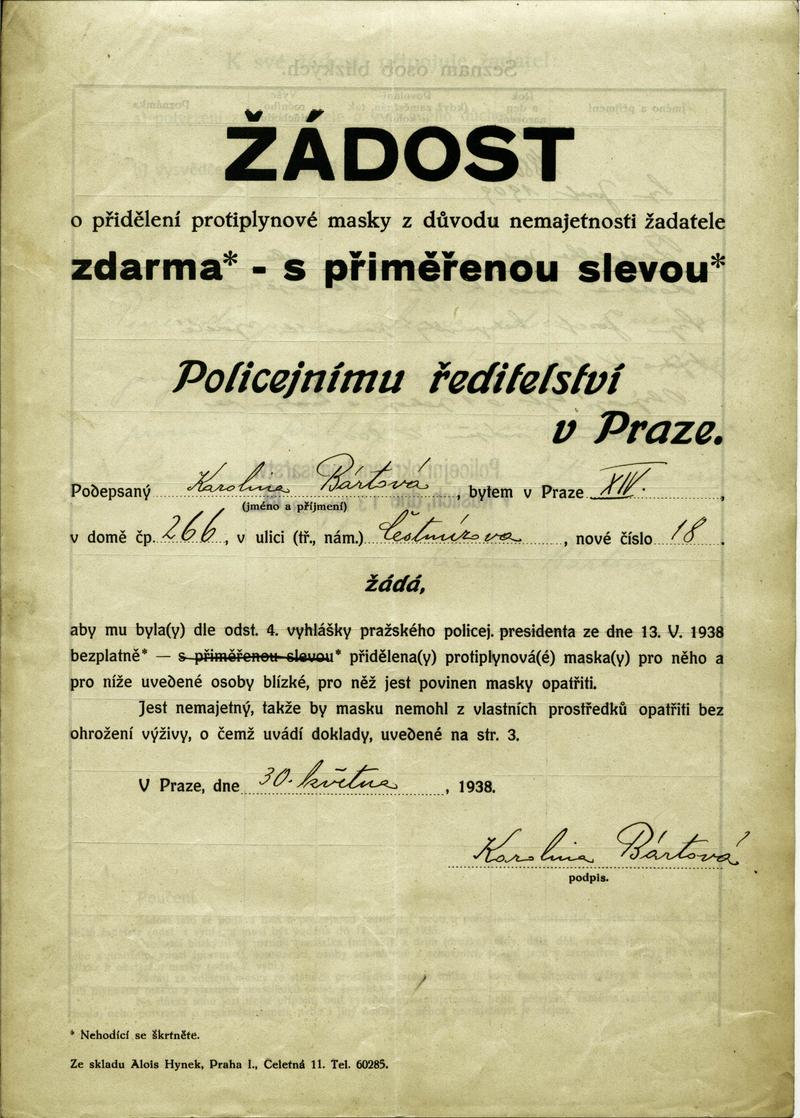 ŽÁDOST
o přidělení protiplynové masky z důvodu nemajetnosti žadatele
zdarma* - s přiměřenou slevou*
Policejnímu ředitelství
v Praze.
Podepsaný Karolina Bártová, bytem v Praze XIV.,
(jméno a příjmení)
v domě čp. 266, v ulici (tř., nám.) Čestmírova, nové číslo 18.
žádá,
aby mu byla(y) dle odst. 4. vyhlášky pražského policej. presidenta ze dne 13. V. 1938
bezplatně* — s přiměřenou slevou* přidělena(y) protiplynová(é) maska(y) pro něho a
pro níže uvedené osoby blízké, pro něž jest povinen masky opatřiti.
Jest nemajetný, takže by masku nemohl z vlastních prostředků opatřiti bez
ohrožení výživy, o čemž uvádí doklady, uvedené na str. 3.
V Praze, dne 30. května, 1938.
Karolina Bártová
podpis.
* Nehodící se škrtněte.
Ze skladu Alois Hynek, Praha I., Celetná 11. Tel. 60285.